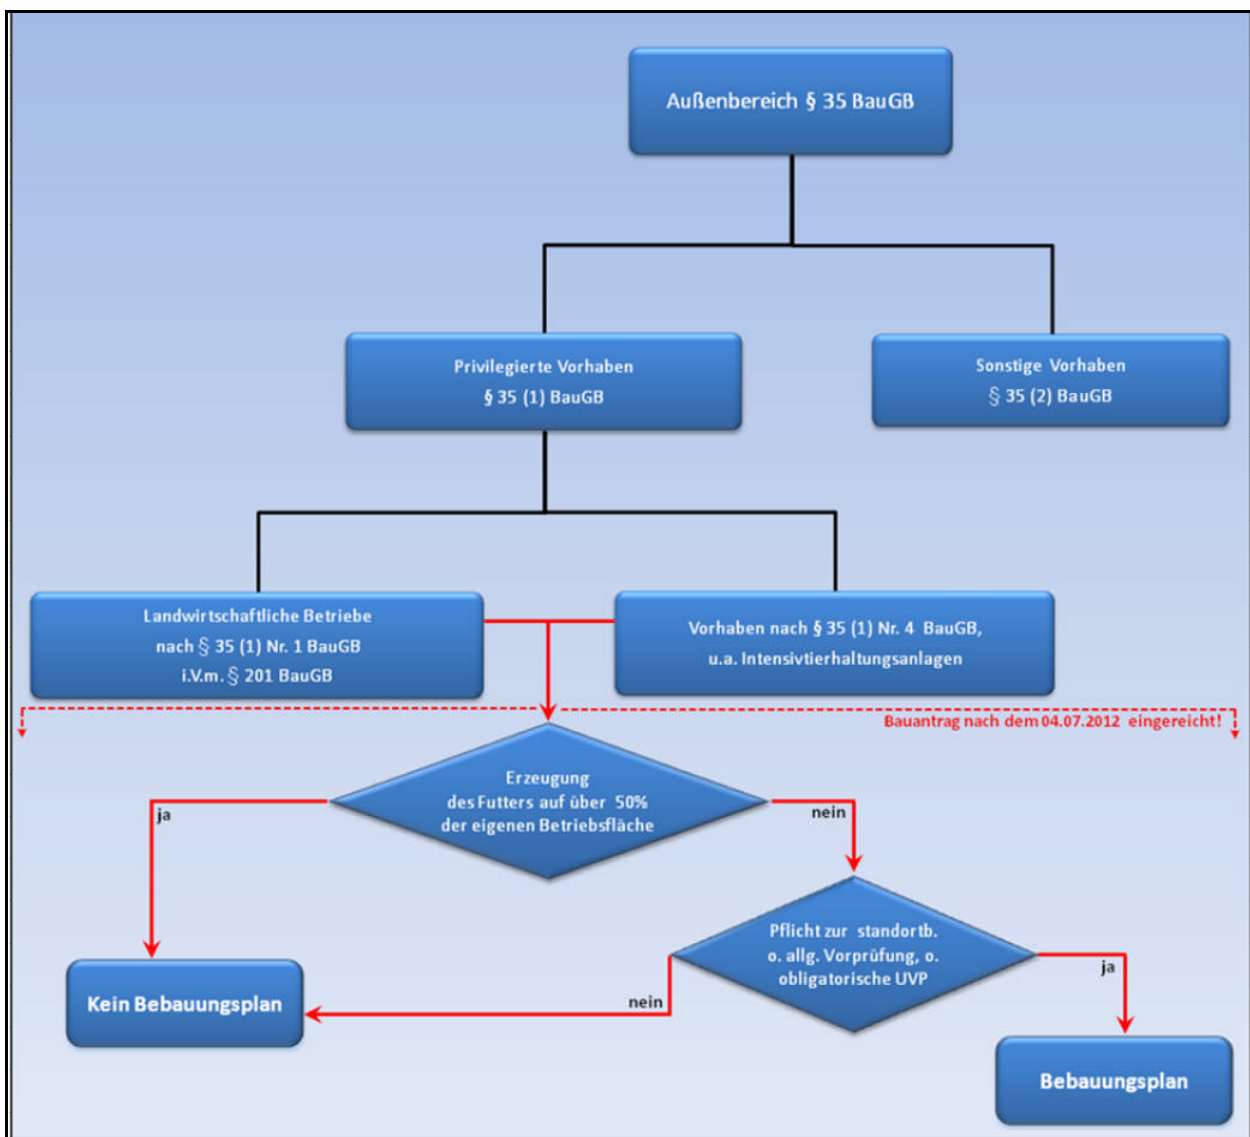 Außenbereich § 35 BauGB
Privilegierte Vorhaben
§ 35 (1) BauGB
Sonstige Vorhaben
§ 35 (2) BauGB
Landwirtschaftliche Betriebe
nach § 35 (1) Nr. 1 BauGB
i.V.m. § 201 BauGB
Vorhaben nach § 35 (1) Nr. 4 BauGB,
u.a. Intensivtierhaltungsanlagen
Bauantrag nach dem 04.07.2012 eingereicht!
Erzeugung
des Futters auf über 50%
der eigenen Betriebsfläche
ja
nein
Pflicht zur standortb.
o. allg. Vorprüfung, o.
obligatorische UVP
nein
ja
Kein Bebauungsplan
Bebauungsplan